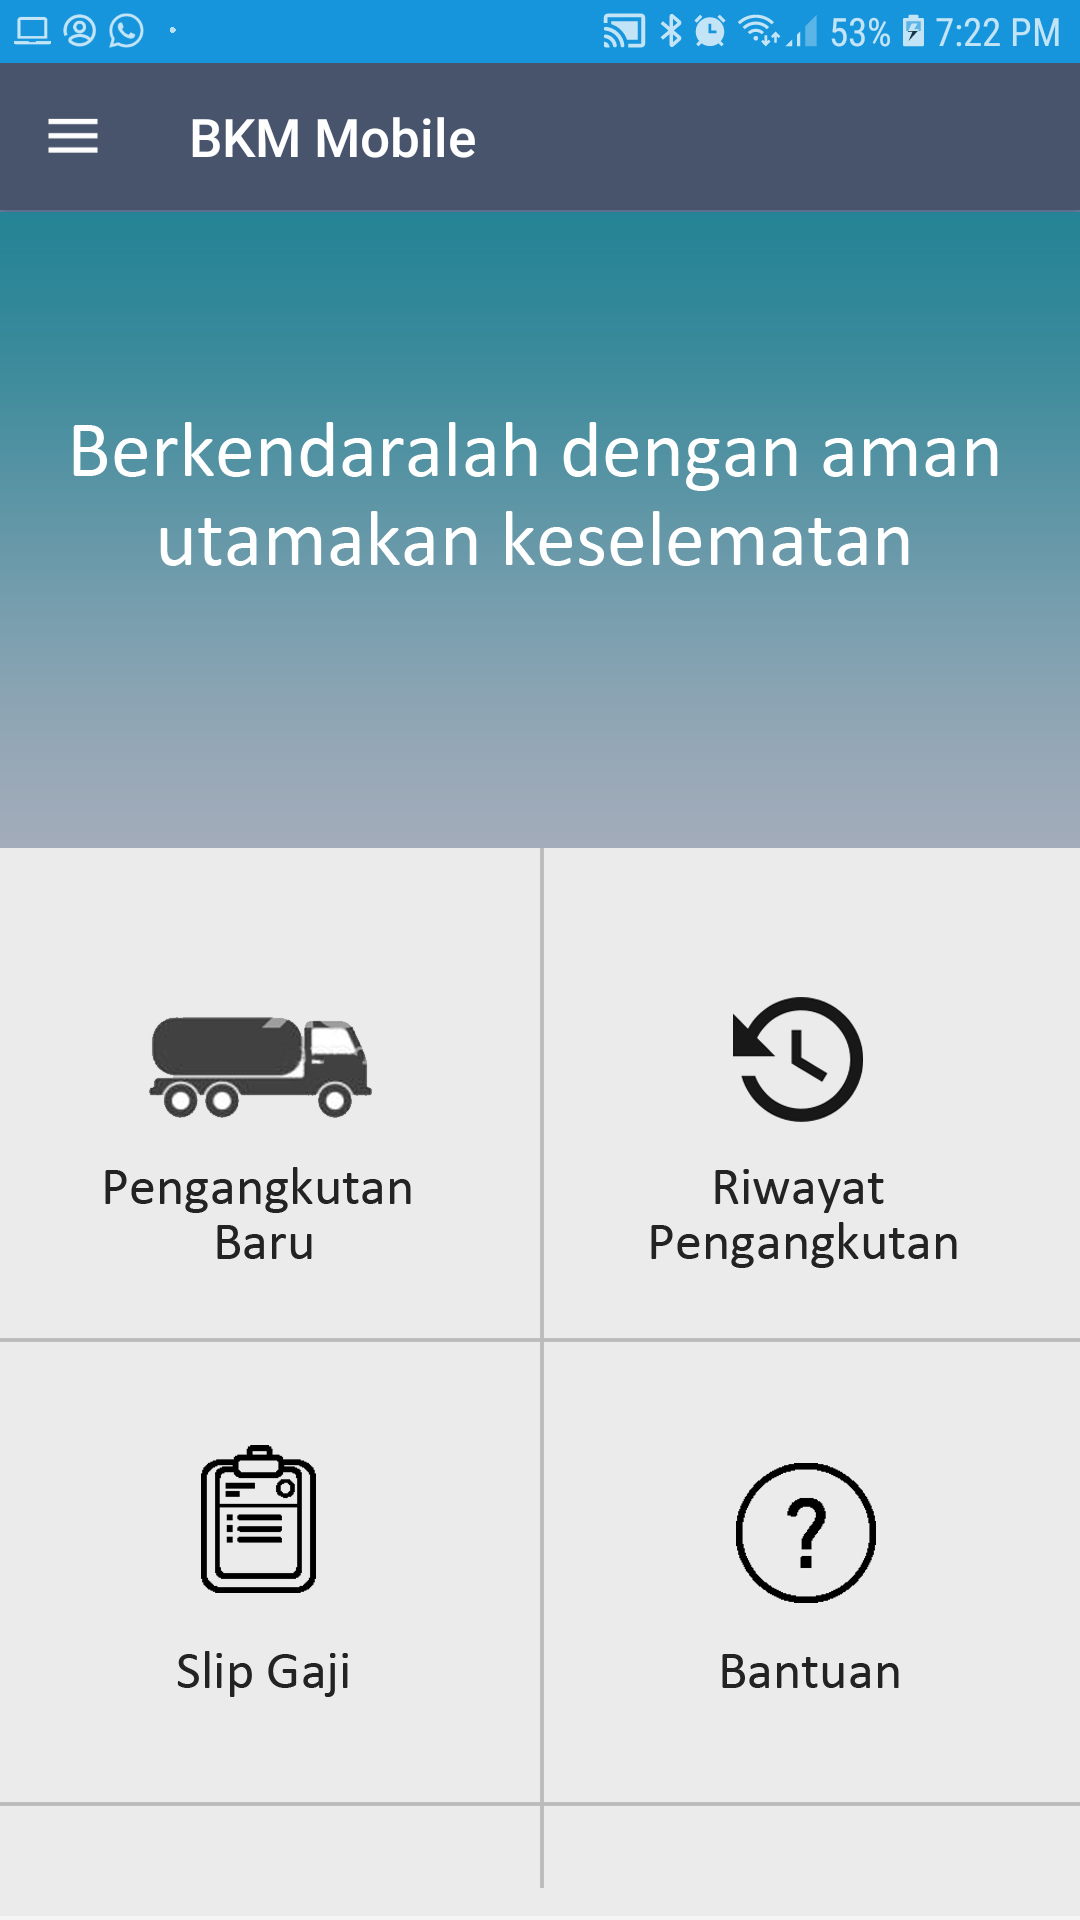 53% 7:22 PM
BKM Mobile
Berkendaralah dengan aman
utamakan keselematan
Pengangkutan
Baru
Riwayat
Pengangkutan
Slip Gaji
?
Bantuan